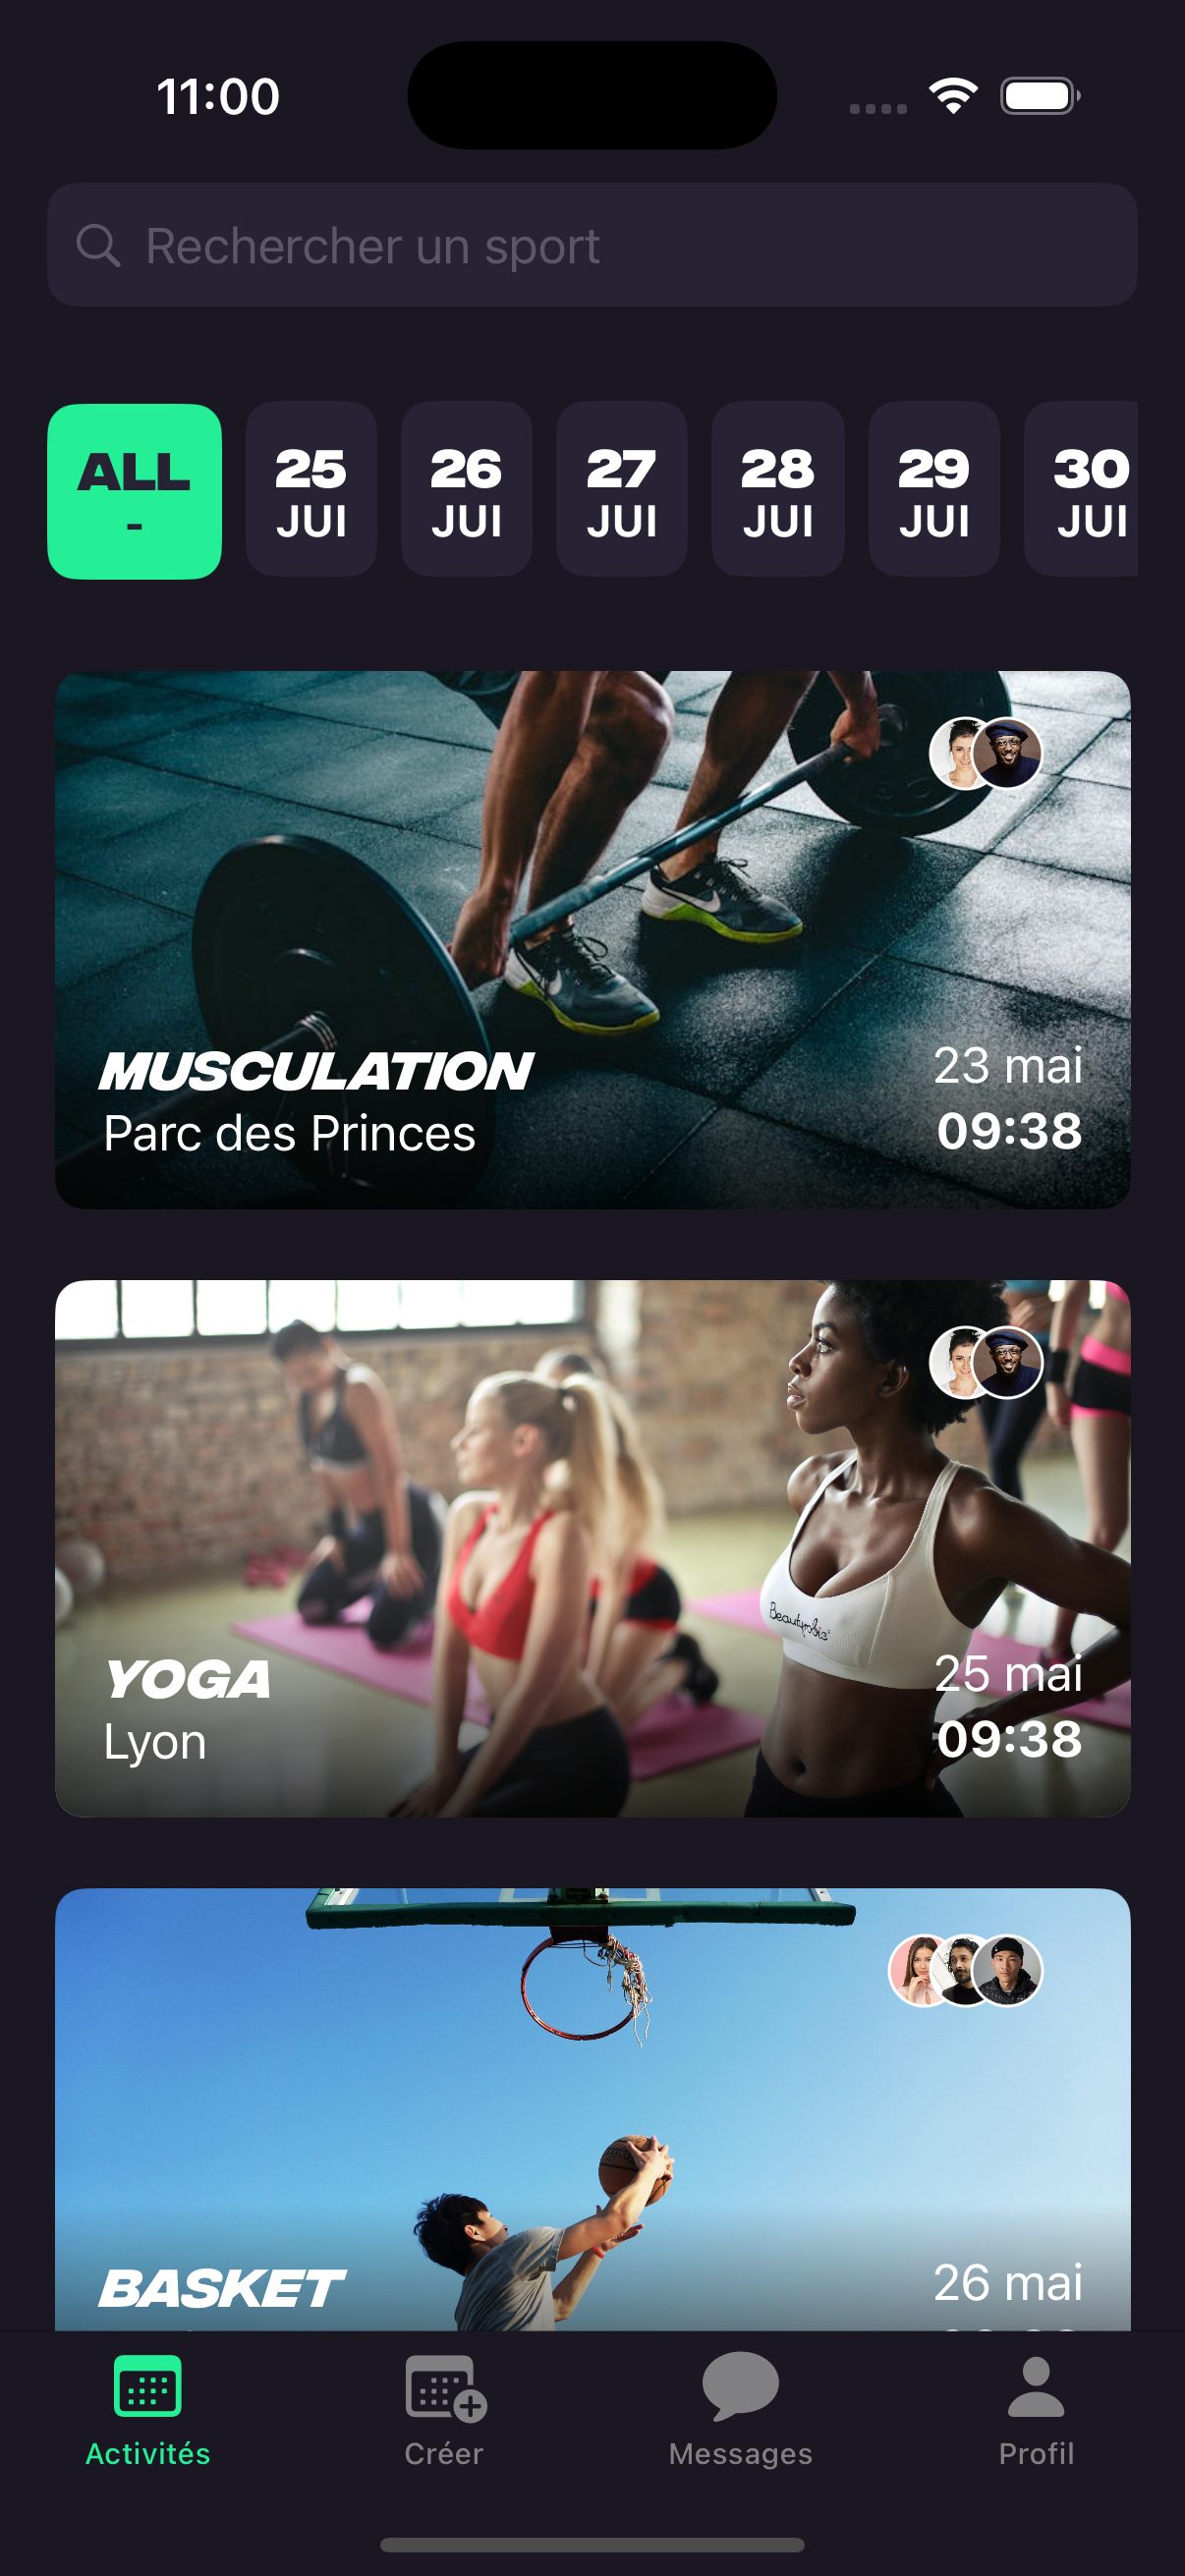 11:00
Rechercher un sport
ALL
-
25
JUI
26
JUI
27
JUI
28
JUI
29
JUI
30
JUI
MUSCULATION
Parc des Princes
23 mai
09:38
YOGA
Lyon
25 mai
09:38
BASKET
26 mai
Activités
Créer
Messages
Profil